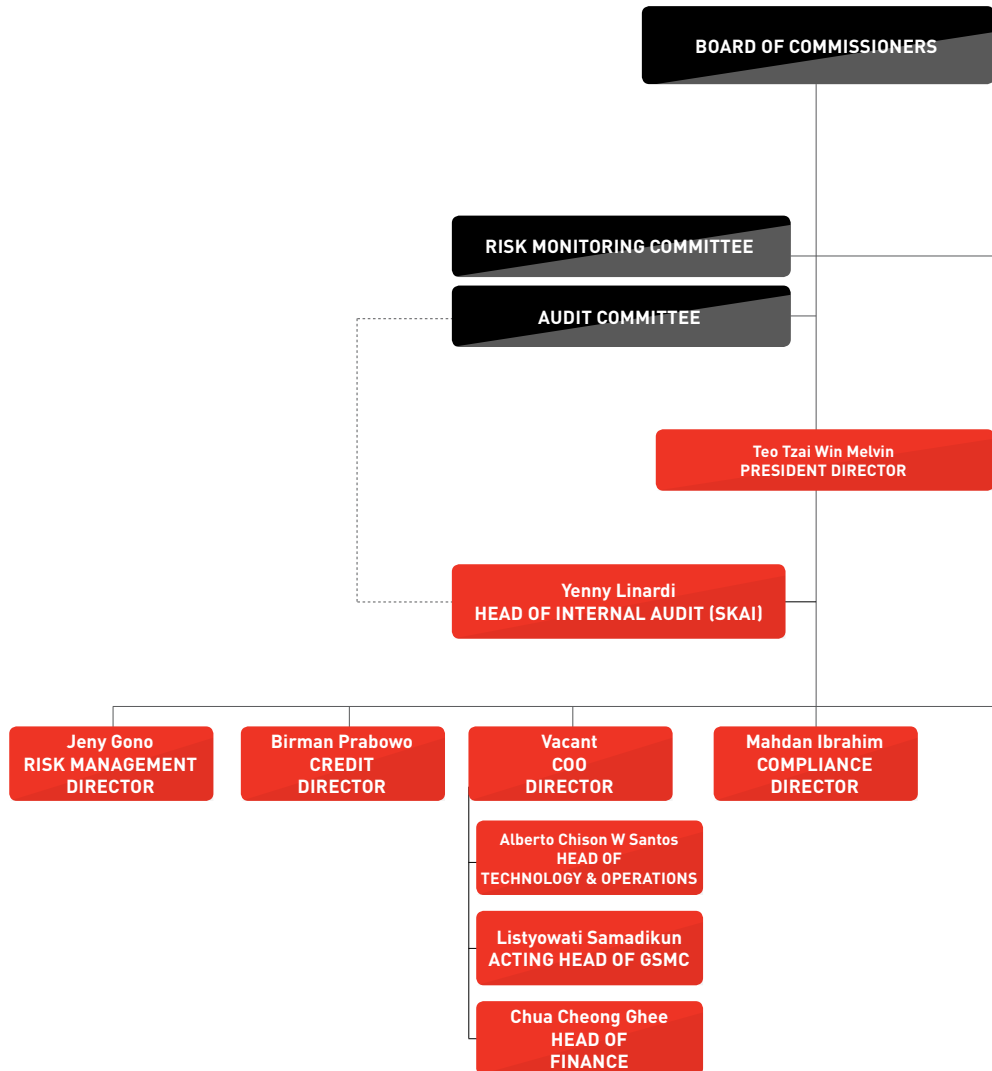 BOARD OF COMMISSIONERS
RISK MONITORING COMMITTEE
AUDIT COMMITTEE
Teo Tzai Win Melvin
PRESIDENT DIRECTOR
Yenny Linardi
HEAD OF INTERNAL AUDIT (SKAI)
Jeny Gono
RISK MANAGEMENT
DIRECTOR
Birman Prabowo
CREDIT
DIRECTOR
Vacant
COO
DIRECTOR
Mahdan Ibrahim
COMPLIANCE
DIRECTOR
Alberto Chison W Santos
HEAD OF
TECHNOLOGY & OPERATIONS
Listyowati Samadikun
ACTING HEAD OF GSMC
Chua Cheong Ghee
HEAD OF
FINANCE